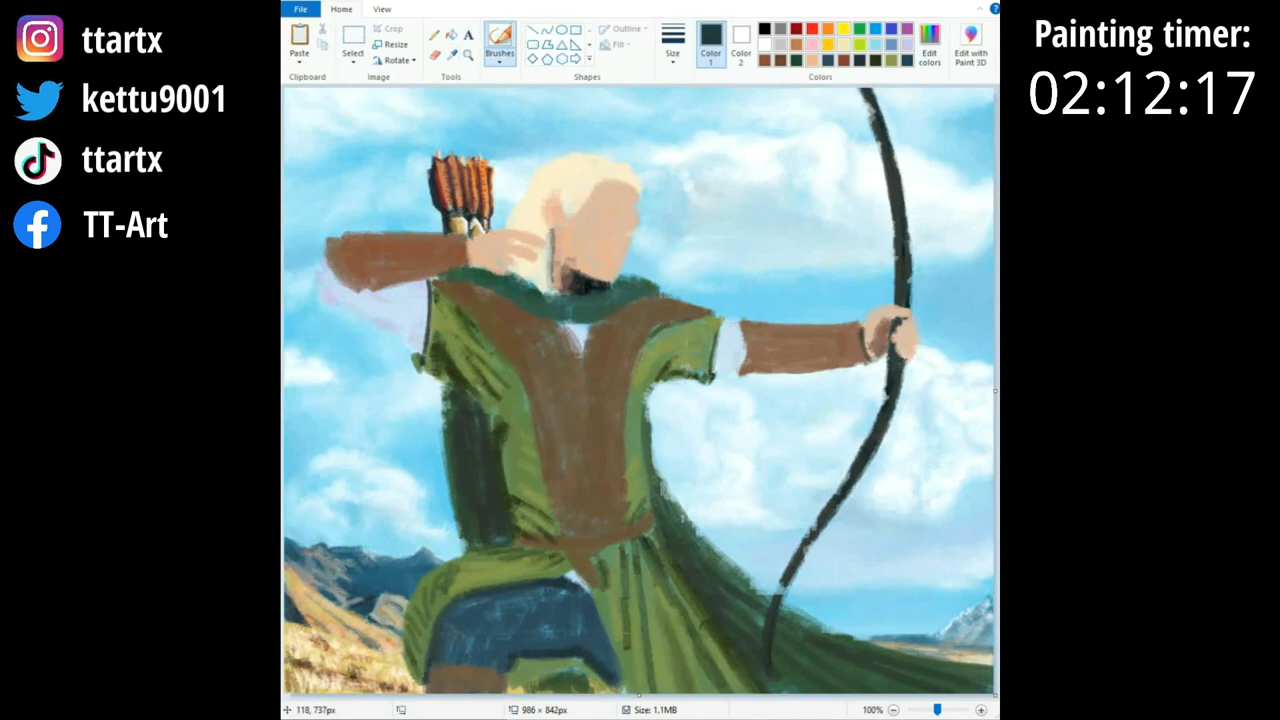 ttartx
kettu9001
ttartx
TT-Art
File
Home
View
Paste
Clipboard
Select
Crop
Resize
Rotate
Image
A
Tools
Brushes
Outline
Fill
Shapes
Size
Color
1
Color
2
Edit
colors
Edit with
Paint 3D
Colors
118, 737px
986 × 842px
Size: 1.1MB
100%
Painting timer:
02:12:17